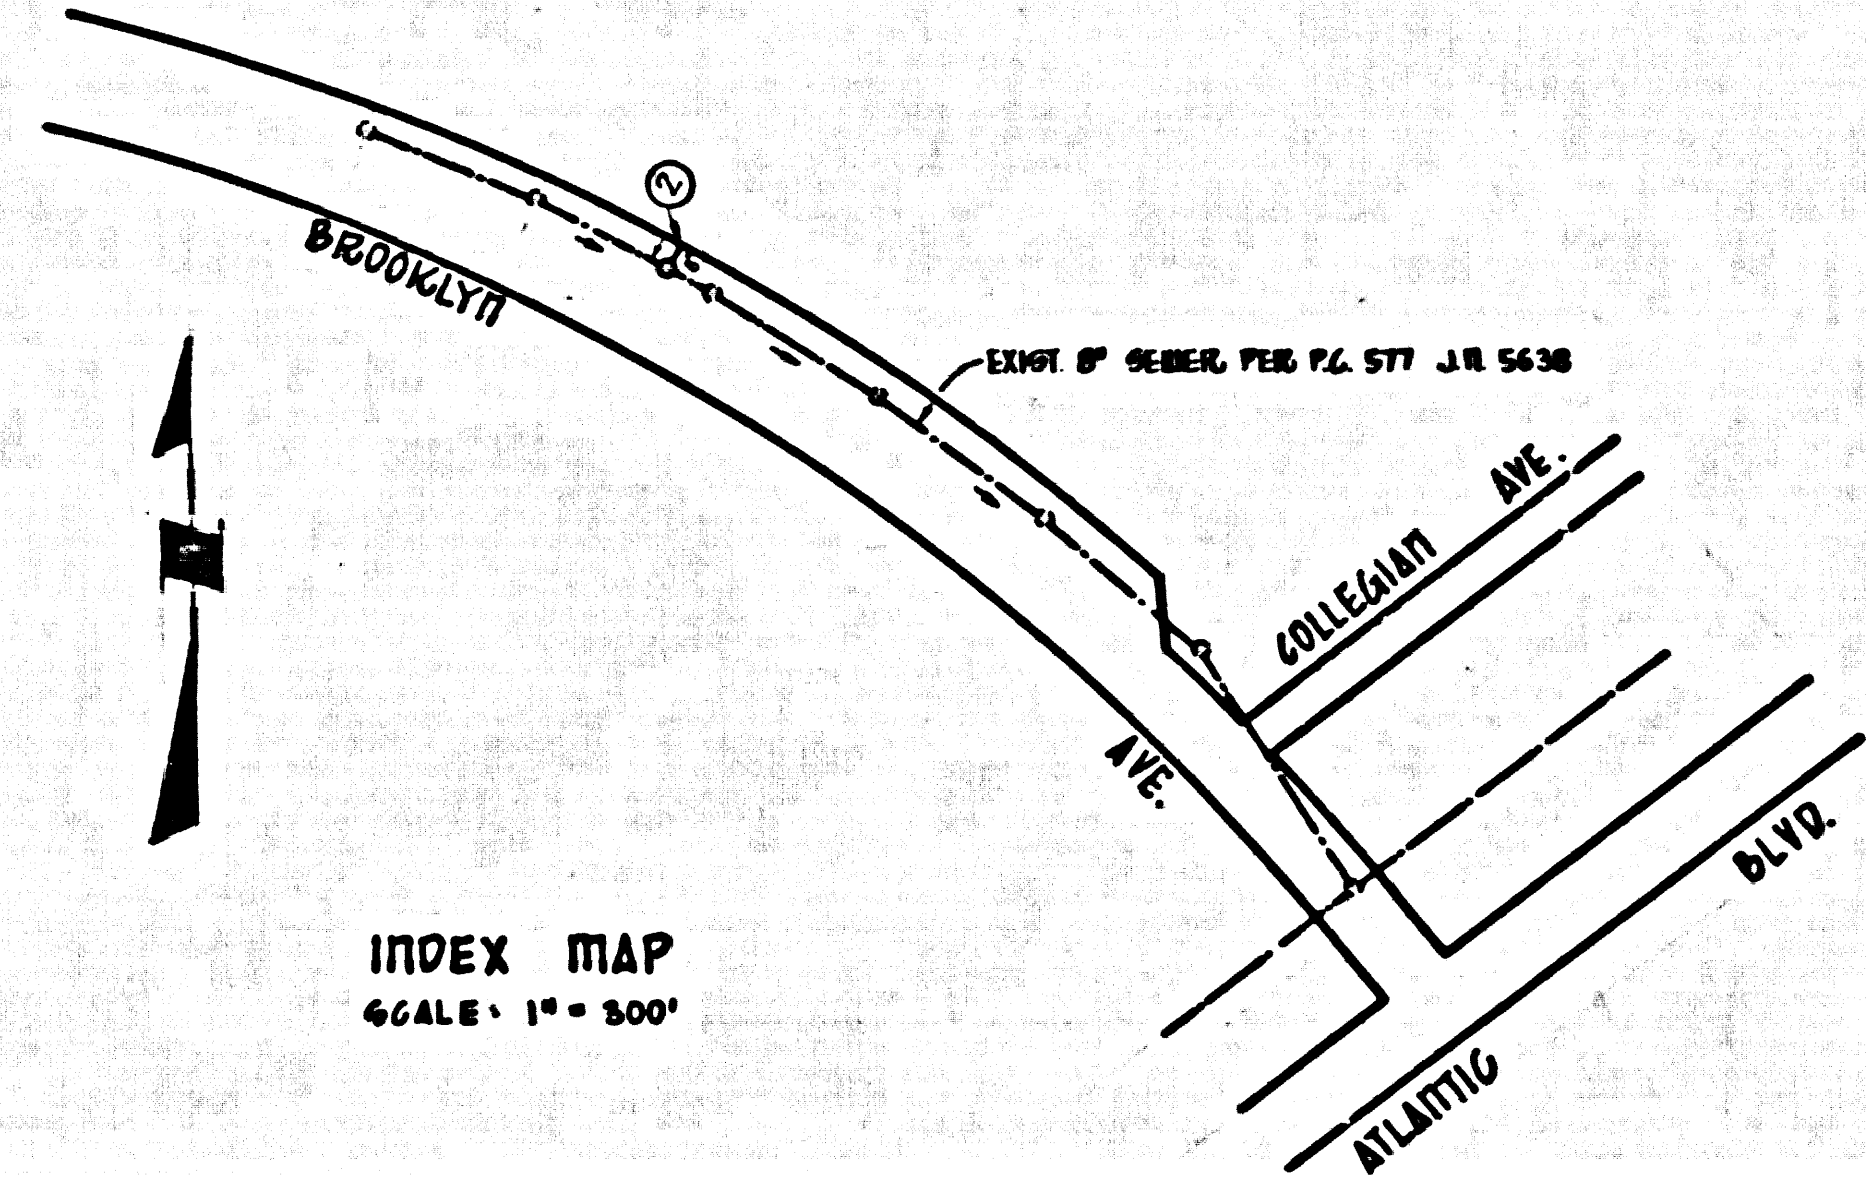 2
BROOKLYN
EXIST. 8" SEWER PER P.C. 577 J.N. 5638
AVE.
COLLEGIAN
AVE.
BLVD.
ATLANTIC
INDEX MAP
SCALE: 1" = 300'